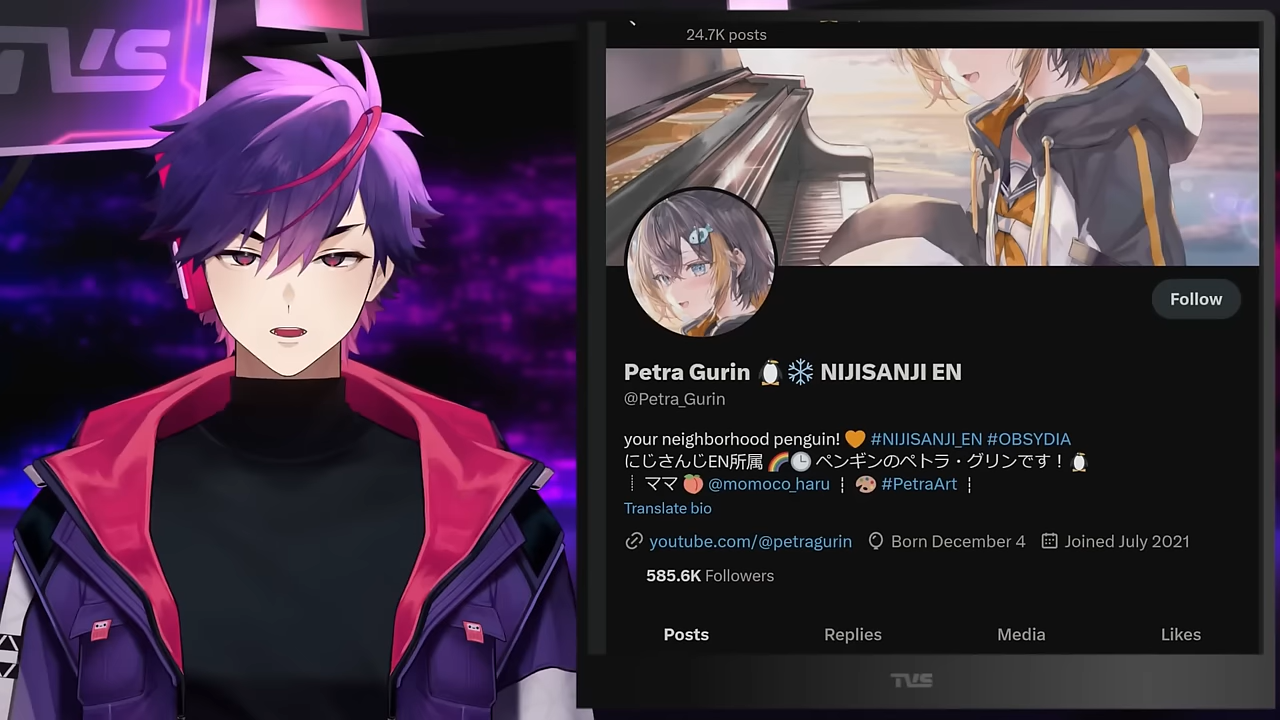 TVS
24.7K posts
Follow
Petra Gurin 🐧❄️ NIJISANJI EN
@Petra_Gurin
your neighborhood penguin! 🧡 #NIJISANJI_EN #OBSYDIA
にじさんじEN所属 🌈🕒 ペンギンのペトラ・グリンです！🐧
┊ ママ 🍑 @momoco_haru ¦ 🎨 #PetraArt ¦
Translate bio
youtube.com/@petragurin Born December 4 Joined July 2021
585.6K Followers
Posts Replies Media Likes
TVS